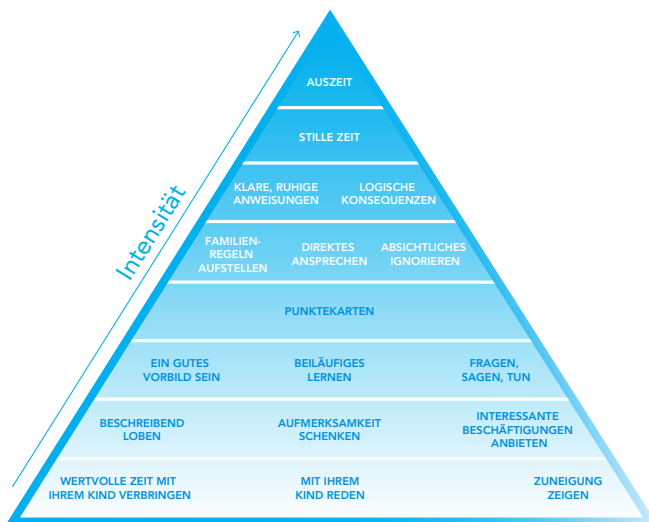 AUSZEIT
STILLE ZEIT
KLARE, RUHIGE
ANWEISUNGEN
LOGISCHE
KONSEQUENZEN
Intensität
FAMILIEN-
REGELN
AUFSTELLEN
DIREKTES
ANSPRECHEN
ABSICHTLICHES
IGNORIEREN
PUNKTEKARTEN
EIN GUTES
VORBILD SEIN
BEILÄUFIGES
LERNEN
FRAGEN,
SAGEN, TUN
BESCHREIBEND
LOBEN
AUFMERKSAMKEIT
SCHENKEN
INTERESSANTE
BESCHÄFTIGUNGEN
ANBIETEN
WERTVOLLE ZEIT MIT
IHREM KIND VERBRINGEN
MIT IHREM
KIND REDEN
ZUNEIGUNG
ZEIGEN